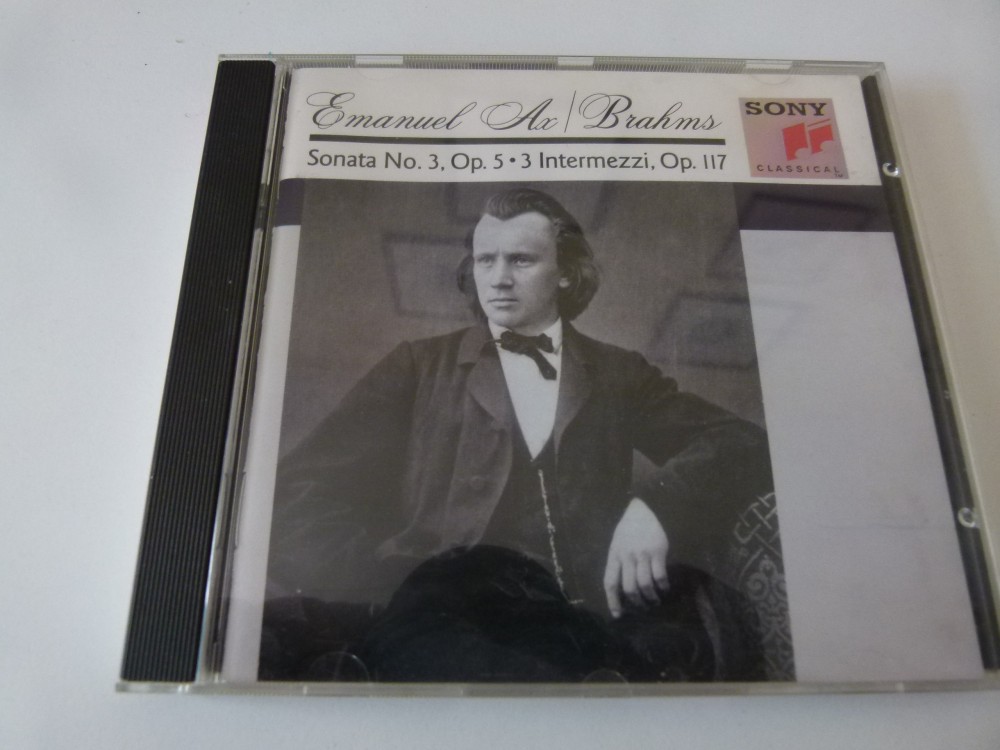 Emanuel Ax/Brahms
Sonata No. 3, Op. 5 • 3 Intermezzi, Op. 117
SONY
CLASSICAL